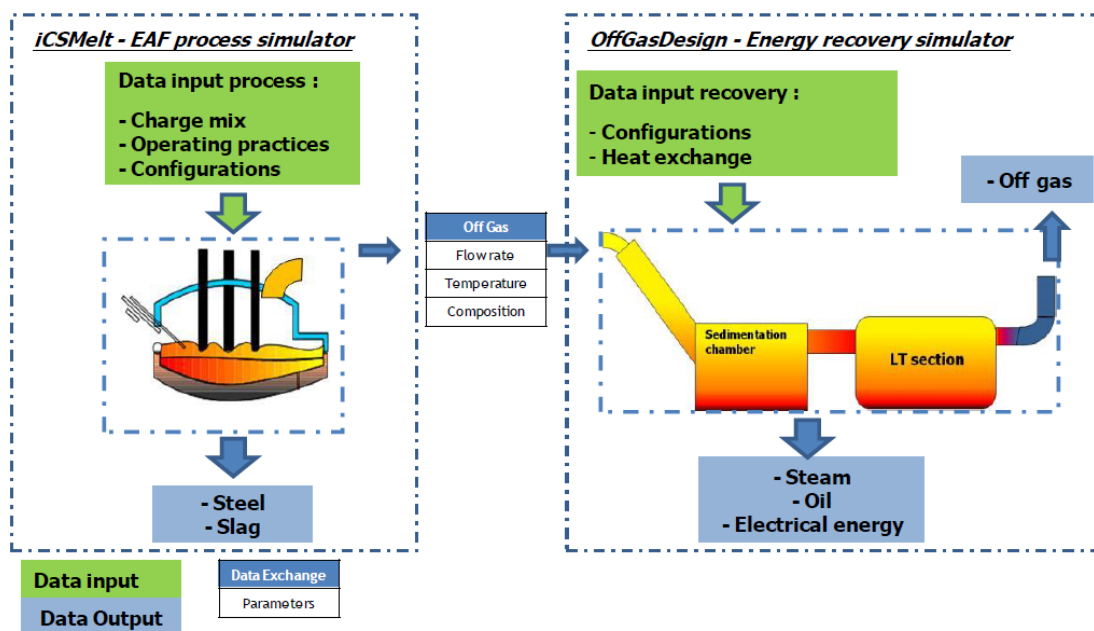 iCSMelt - EAF process simulator
Data input process :
- Charge mix
- Operating practices
- Configurations
- Steel
- Slag
Off Gas
Flow rate
Temperature
Composition
OffGasDesign - Energy recovery simulator
Data input recovery :
- Configurations
- Heat exchange
- Off gas
Sedimentation
chamber
LT section
- Steam
- Oil
- Electrical energy
Data input
Data Output
Data Exchange
Parameters